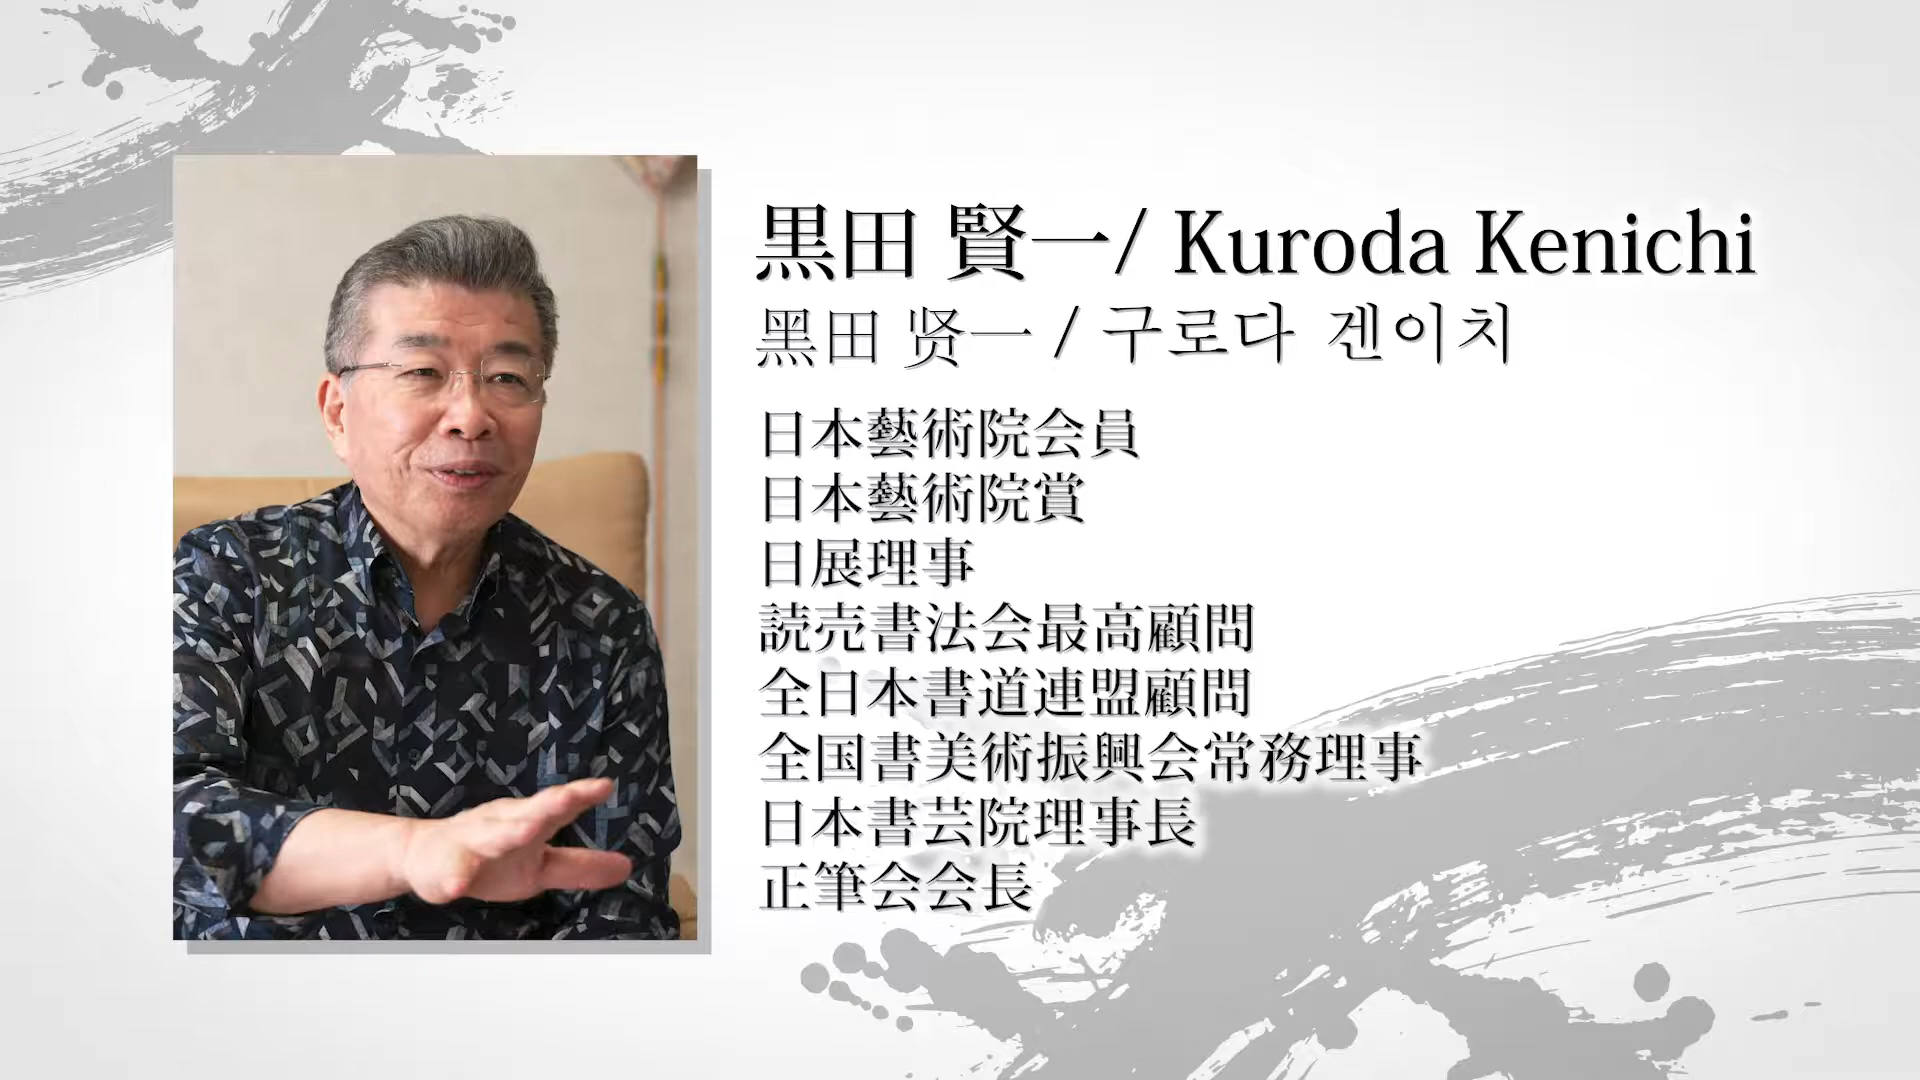 黒田 賢一/ Kuroda Kenichi
黑田 贤一 / 구로다 겐이치
日本藝術院会員
日本藝術院賞
日展理事
読売書法会最高顧問
全日本書道連盟顧問
全国書美術振興会常務理事
日本書芸院理事長
正筆会会長